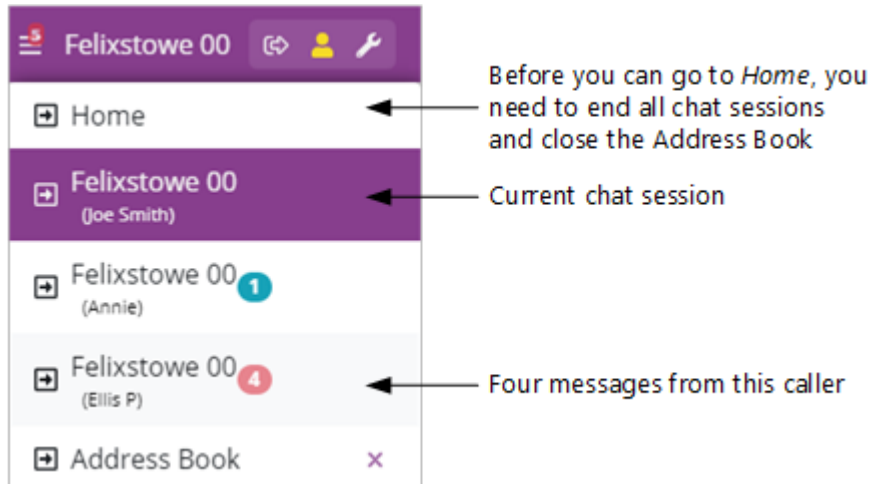 5
Felixstowe 00
Home
Before you can go to Home, you
need to end all chat sessions
and close the Address Book
Felixstowe 00
(Joe Smith)
Current chat session
Felixstowe 00 1
(Annie)
Felixstowe 00 4
(Ellis P)
Four messages from this caller
Address Book ×